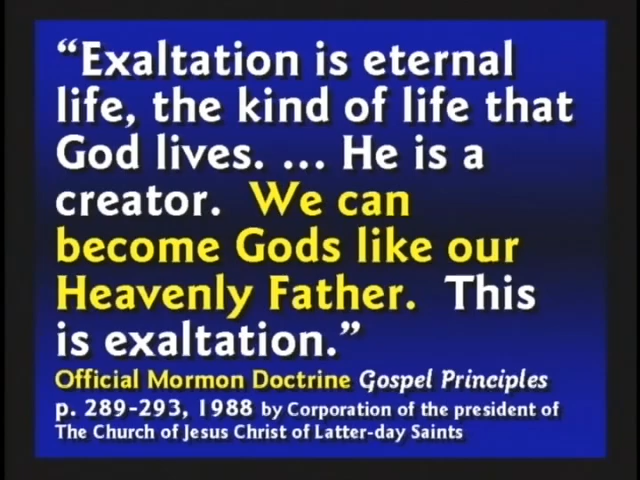 “Exaltation is eternal
life, the kind of life that
God lives. ... He is a
creator. We can
become Gods like our
Heavenly Father. This
is exaltation.”
Official Mormon Doctrine Gospel Principles
p. 289-293, 1988 by Corporation of the president of
The Church of Jesus Christ of Latter-day Saints